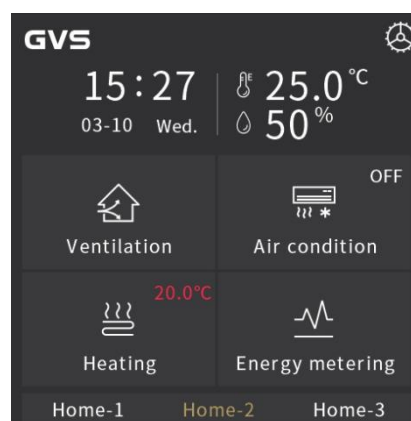 GVS
15:27
03-10 Wed.
E 25.0 °C
50 %
Ventilation
OFF
Air condition
20.0°C
Heating
Energy metering
Home-1 Home-2 Home-3